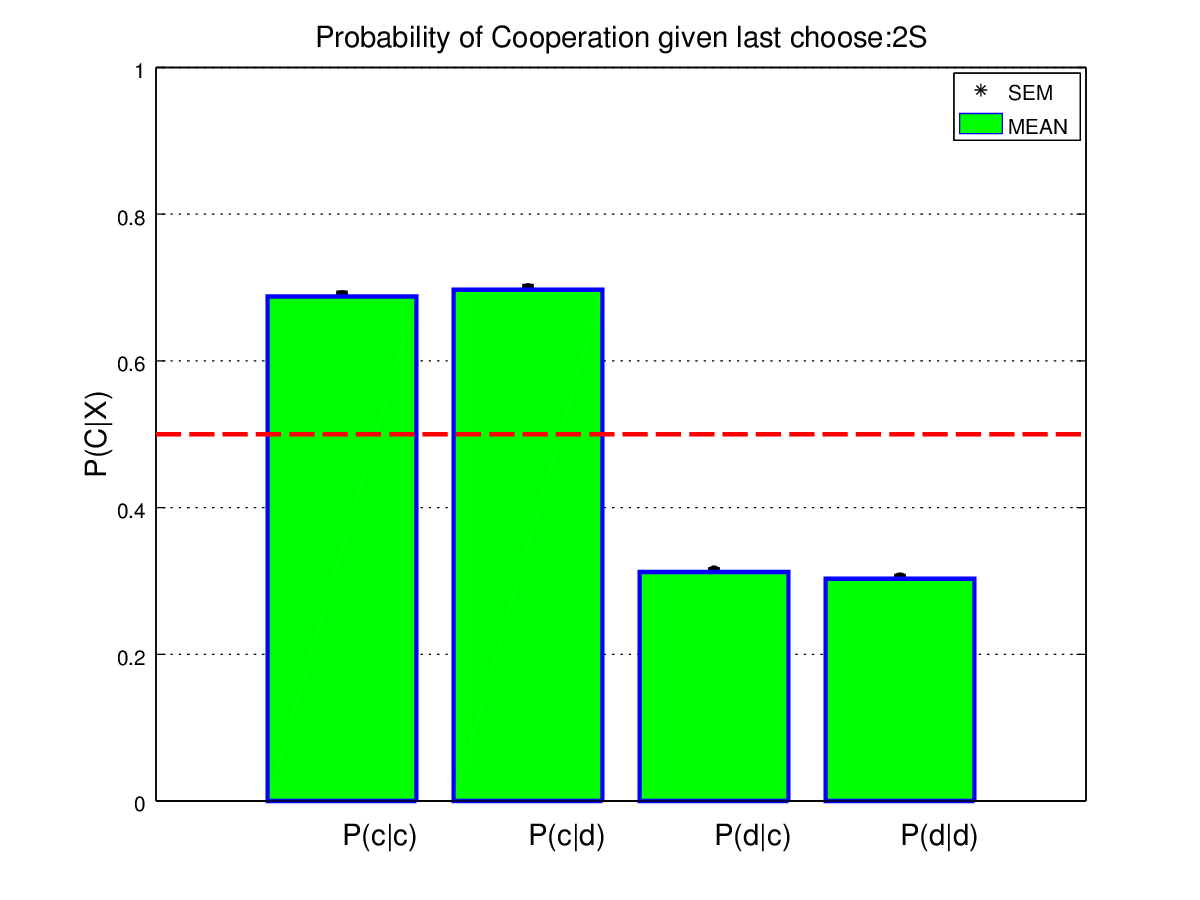 Probability of Cooperation given last choose:2S
SEM
MEAN
P(C|X)
1
0.8
0.6
0.4
0.2
0
P(c|c)
P(c|d)
P(d|c)
P(d|d)